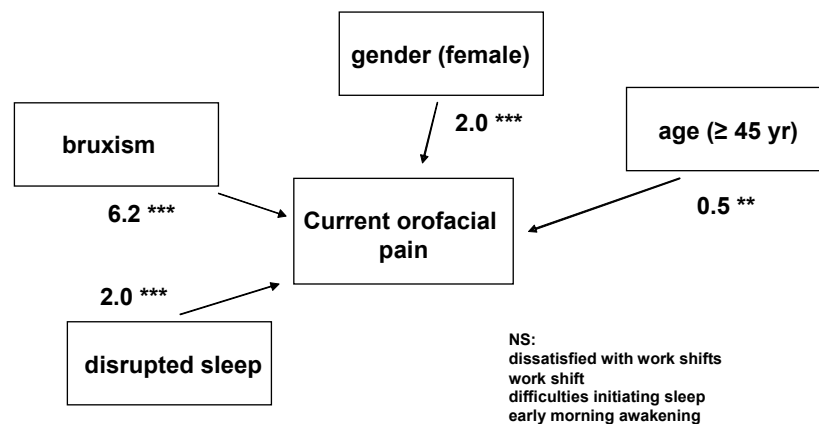 gender (female)
2.0 ***
age (≥ 45 yr)
bruxism
6.2 ***
0.5 **
Current orofacial
pain
2.0 ***
disrupted sleep
NS:
dissatisfied with work shifts
work shift
difficulties initiating sleep
early morning awakening